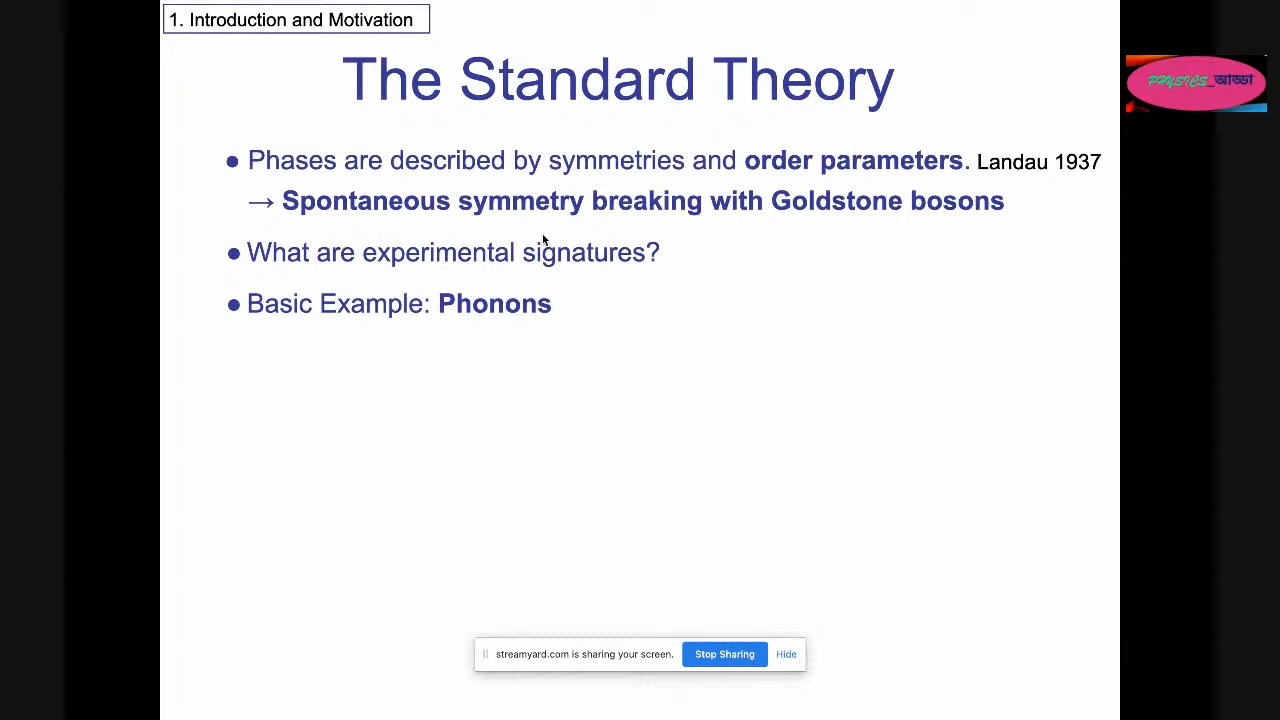 1. Introduction and Motivation
The Standard Theory
PHYSICS_আড্ডা
● Phases are described by symmetries and order parameters. Landau 1937
→ Spontaneous symmetry breaking with Goldstone bosons
● What are experimental signatures?
● Basic Example: Phonons
streamyard.com is sharing your screen. Stop Sharing Hide